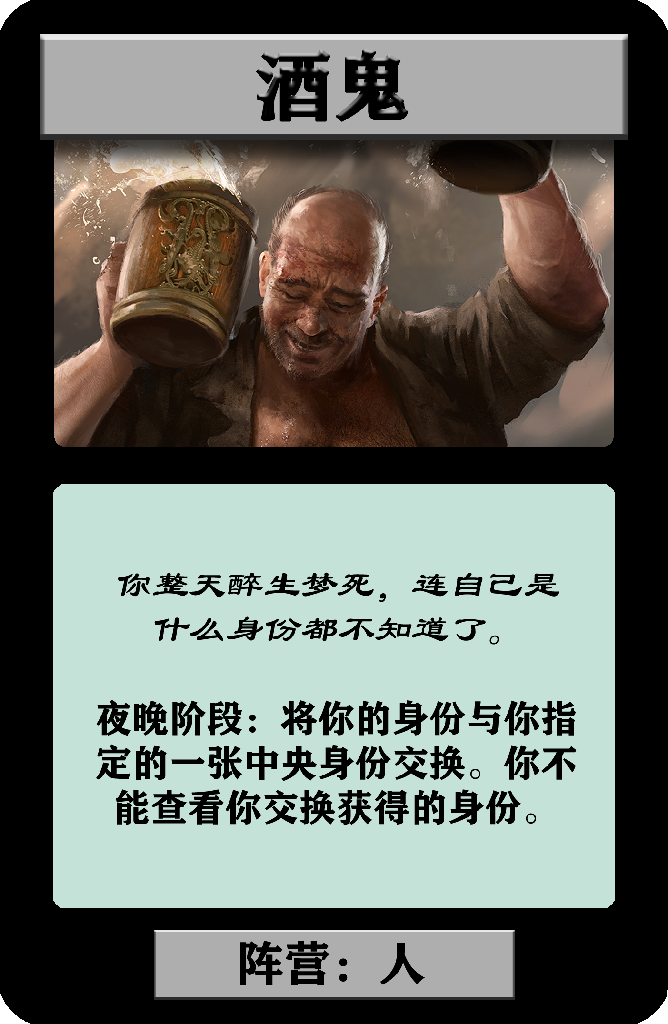 酒鬼
你整天醉生梦死，连自己是
什么身份都不知道了。
夜晚阶段：将你的身份与你指
定的一张中央身份交换。你不
能查看你交换获得的身份。
阵营：人